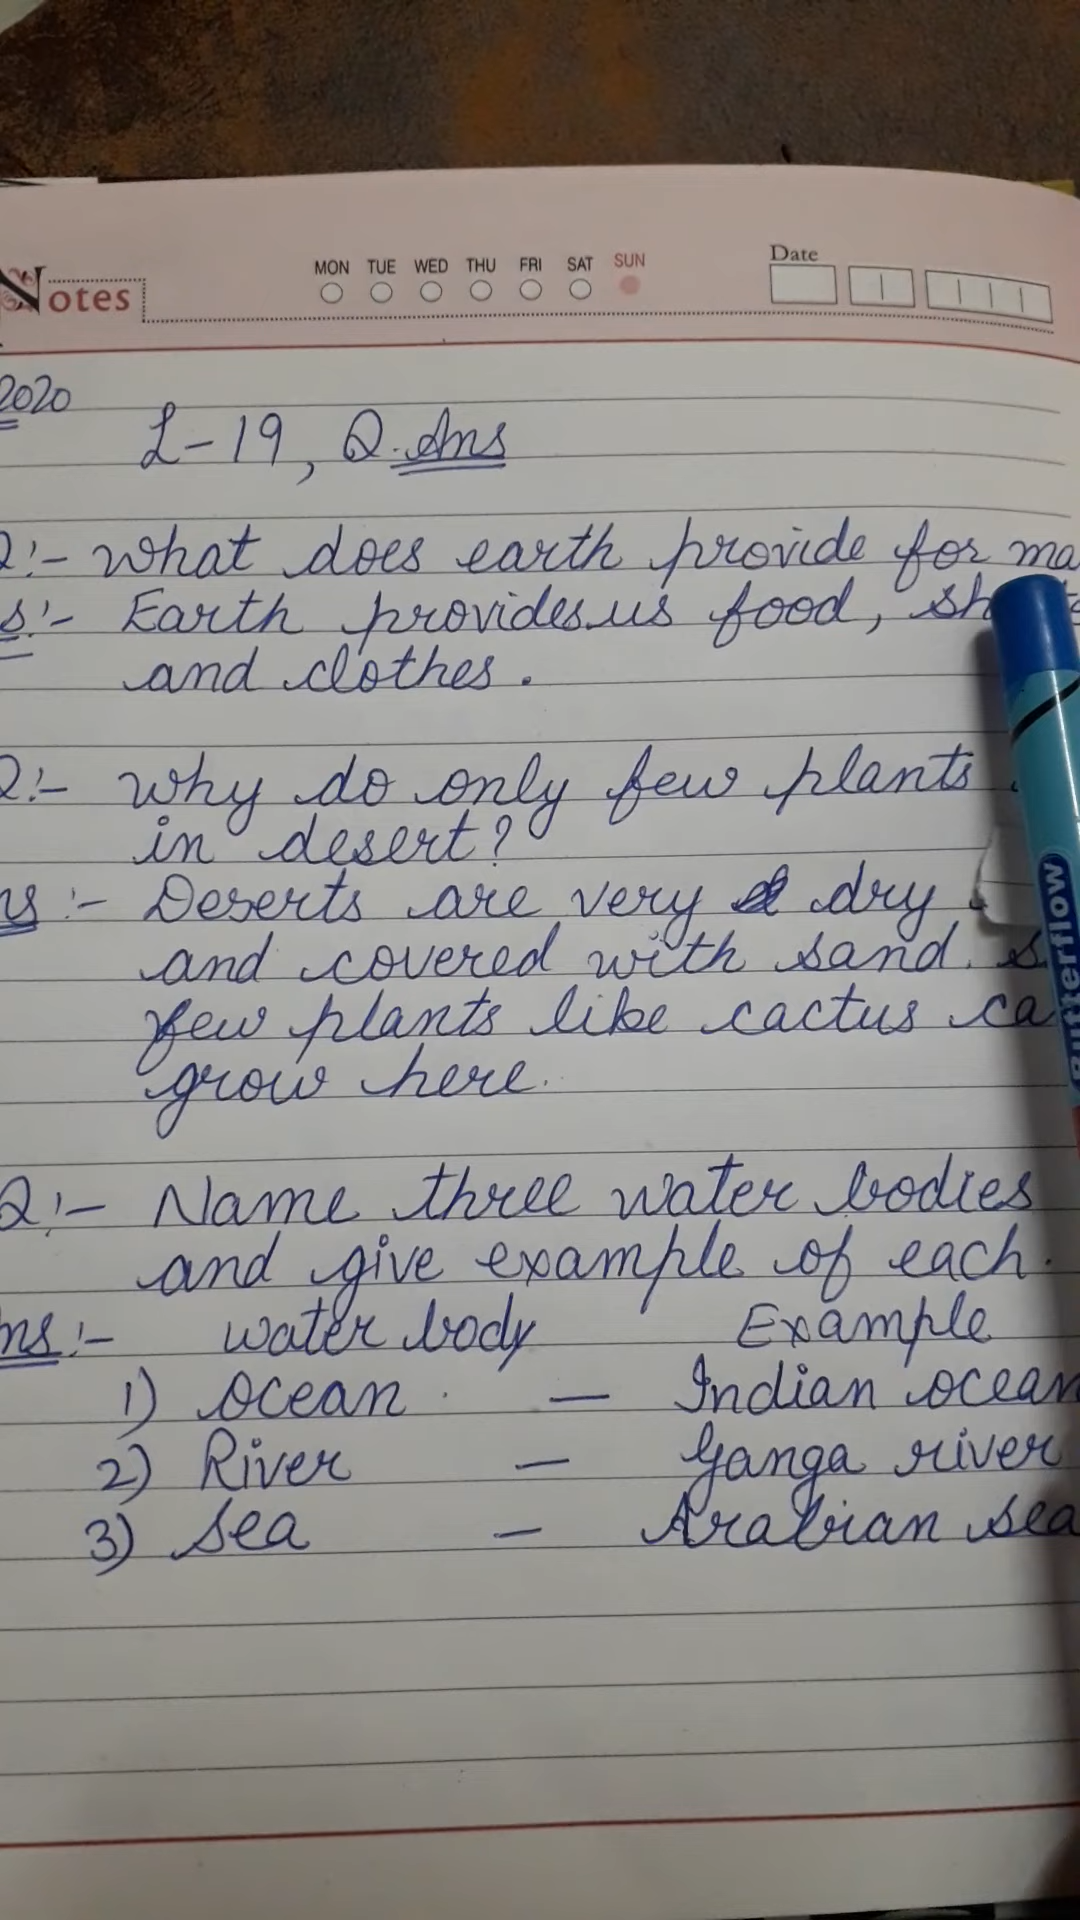 Notes
MON TUE WED THU FRI SAT SUN
Date
2020
L-19, Q.Ans
Q:- What does earth provide for
s:- Earth provides us food,
and clothes.
Q:- Why do only few plants
in desert?
ns:- Deserts are very dry
and covered with sand.
few plants like cactus
grow here.
Q:- Name three water bodies
and give example of each.
ns:- water body Example
1) Ocean - Indian ocean
2) River - Ganga river
3) Sea - Arabian sea
Butterflow